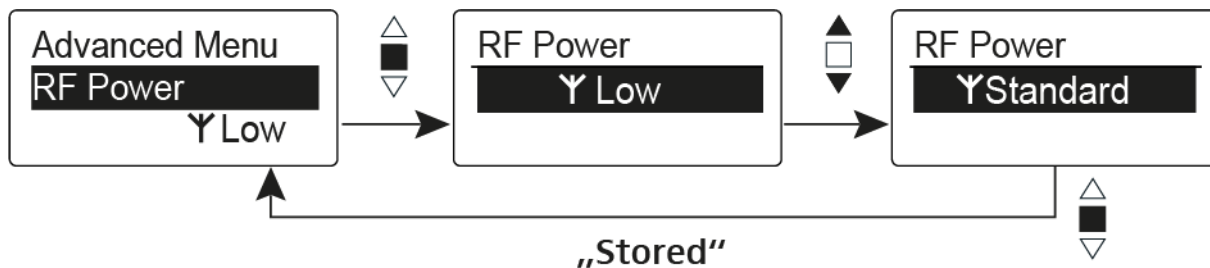 Advanced Menu
RF Power
Low
RF Power
Low
RF Power
Standard
„Stored“